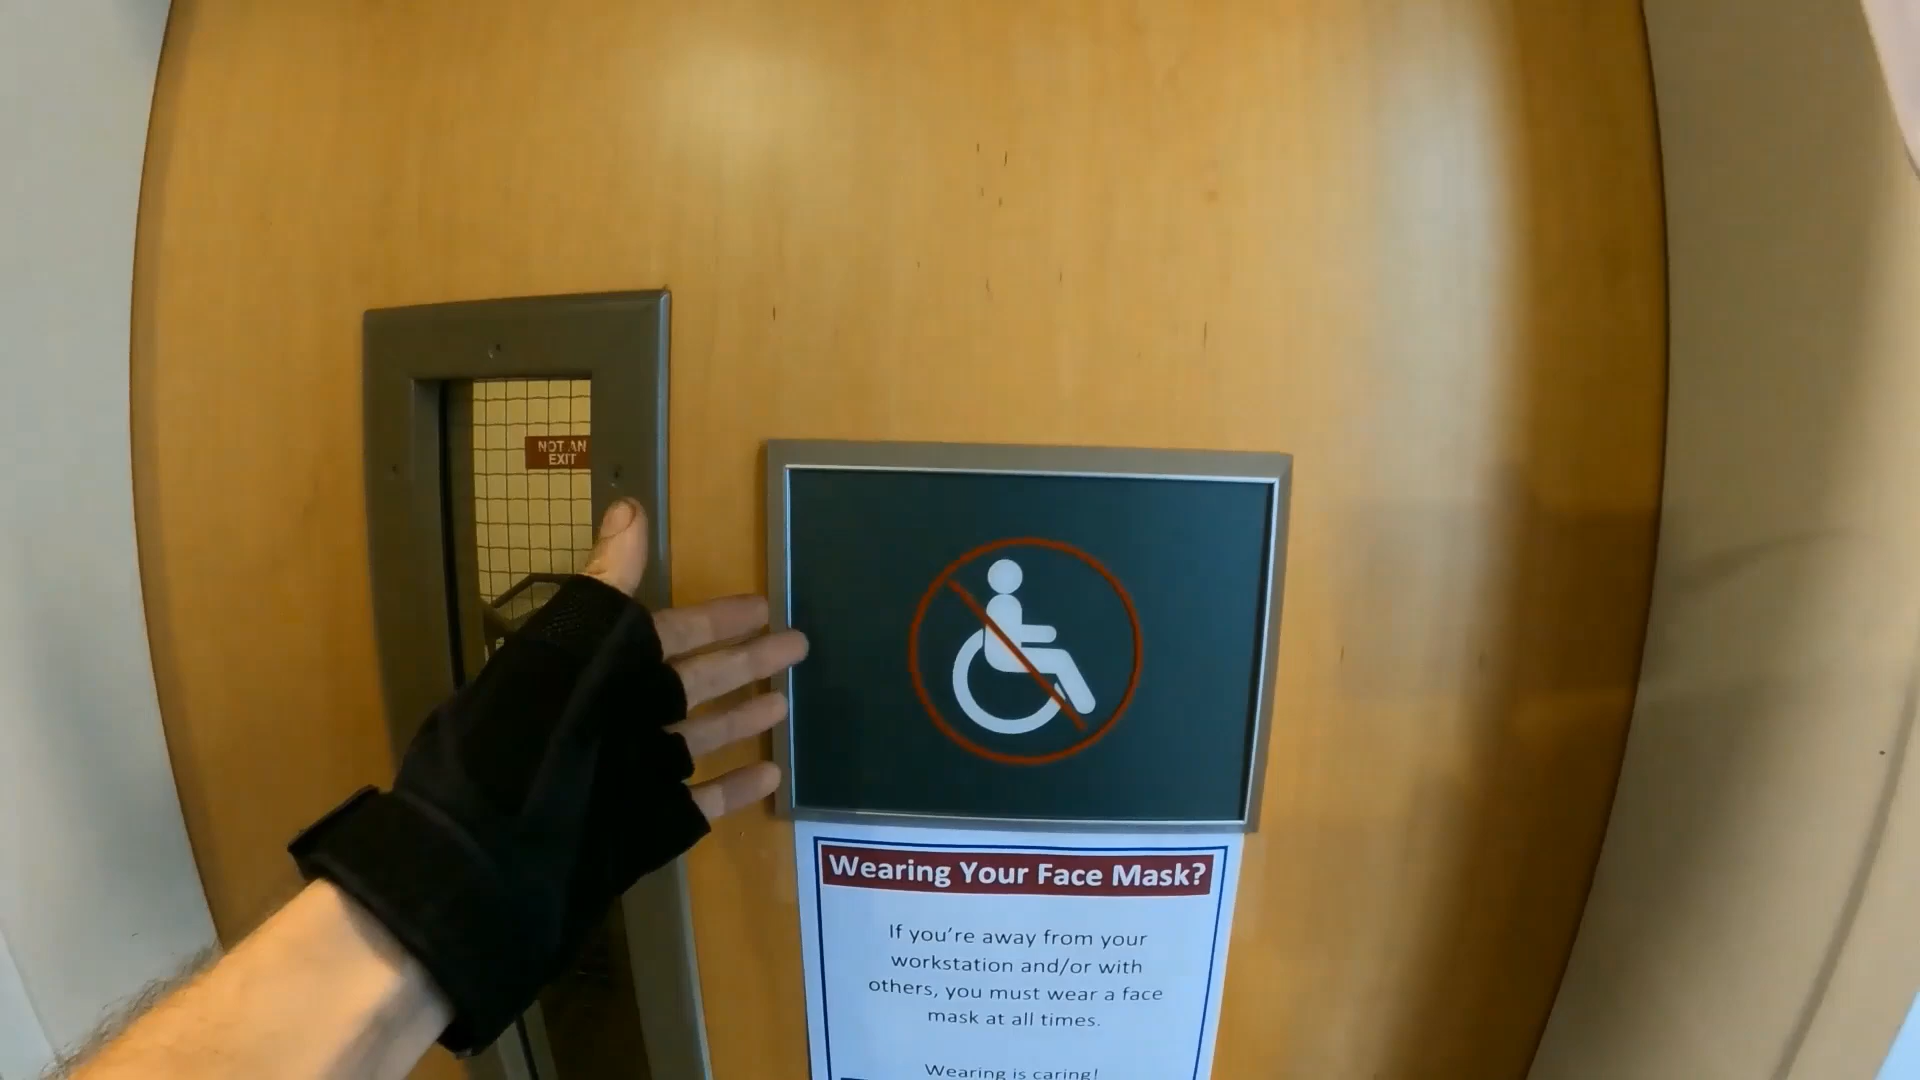 NOT AN
EXIT
Wearing Your Face Mask?
If you're away from your
workstation and/or with
others, you must wear a face
mask at all times.
Wearing is caring!